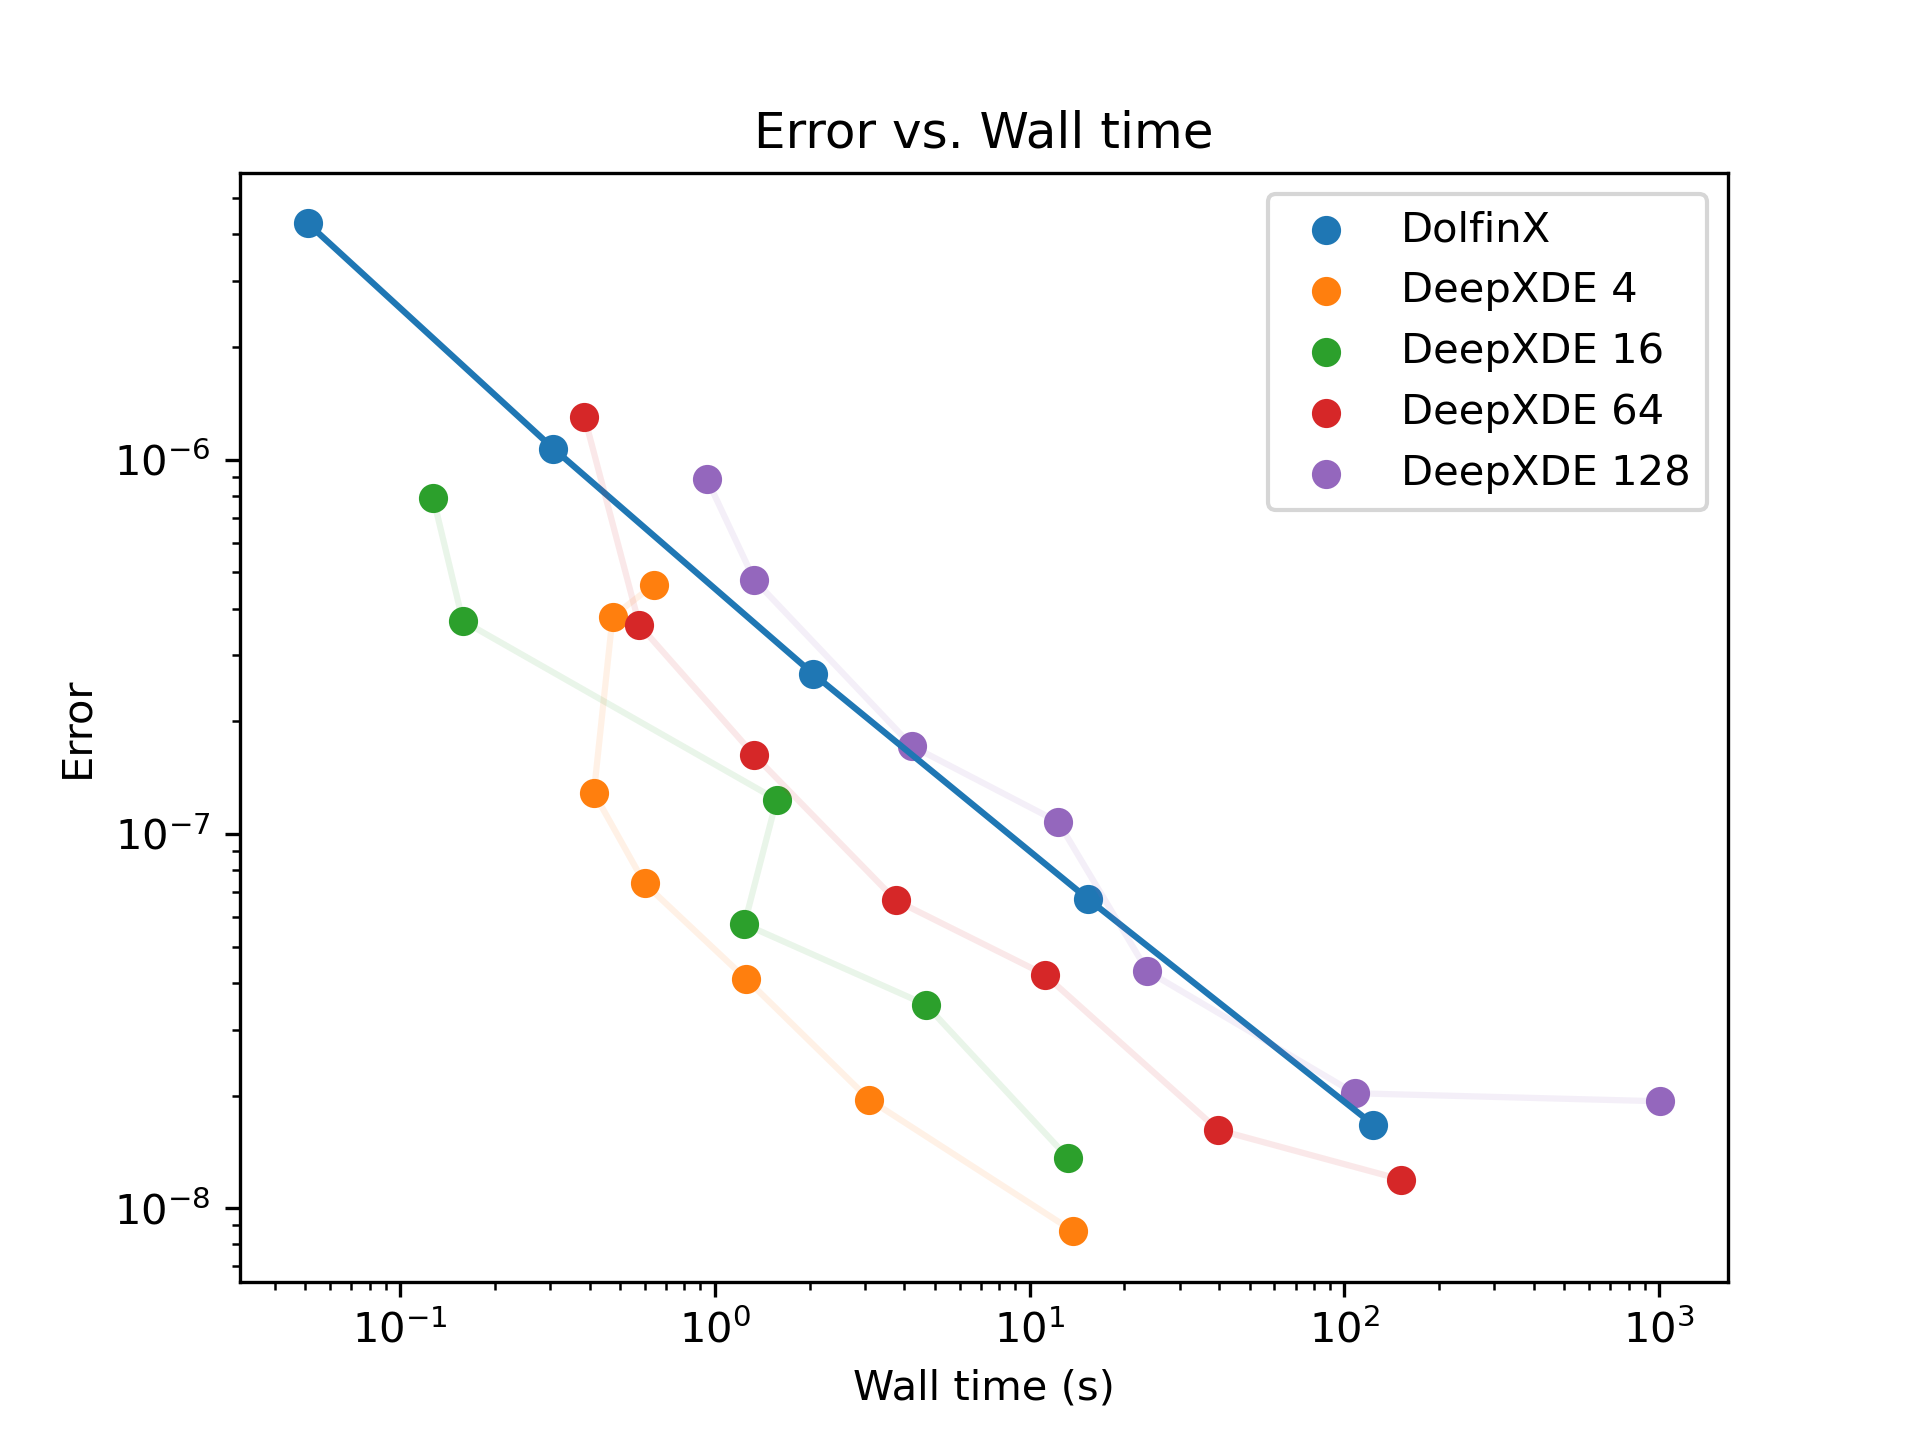 Error vs. Wall time
DolfinX
DeepXDE 4
DeepXDE 16
DeepXDE 64
DeepXDE 128
Error
10⁻⁶
10⁻⁷
10⁻⁸
10⁻¹ 10⁰ 10¹ 10² 10³
Wall time (s)